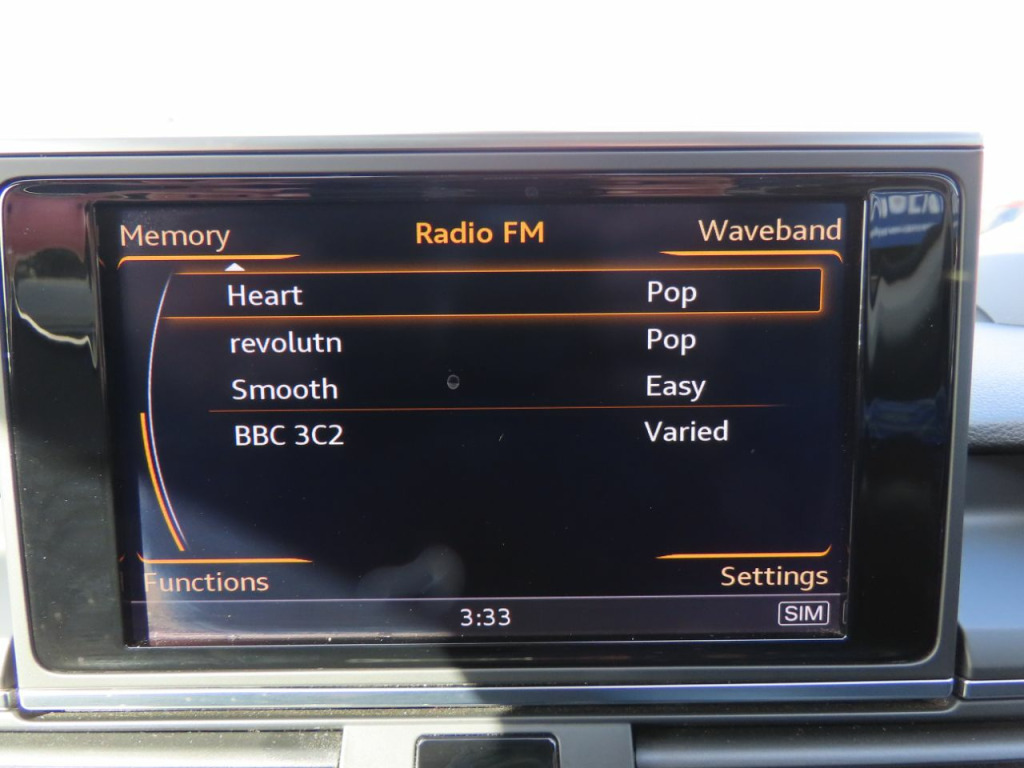 Memory Radio FM Waveband
Heart Pop
revolutn Pop
Smooth Easy
BBC 3C2 Varied
Functions Settings
3:33 SIM